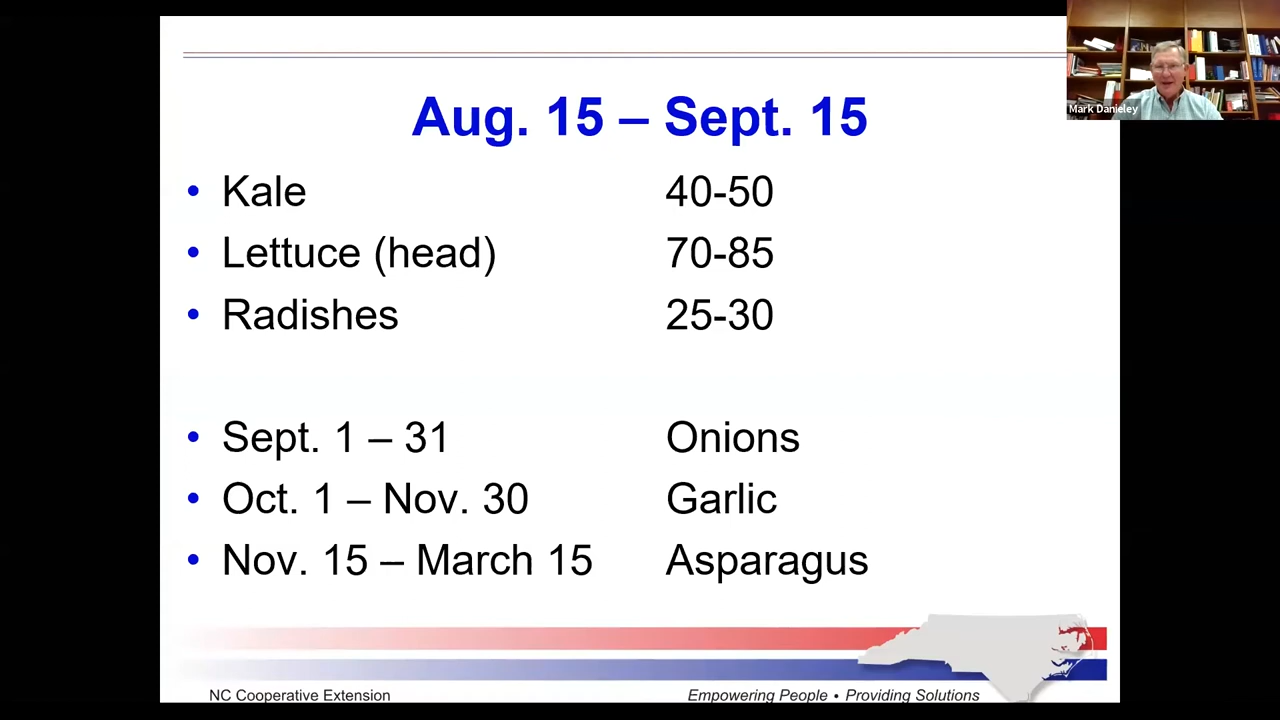 Aug. 15 – Sept. 15
• Kale 40-50
• Lettuce (head) 70-85
• Radishes 25-30
• Sept. 1 – 31 Onions
• Oct. 1 – Nov. 30 Garlic
• Nov. 15 – March 15 Asparagus
NC Cooperative Extension
Empowering People • Providing Solutions
Mark Danieley